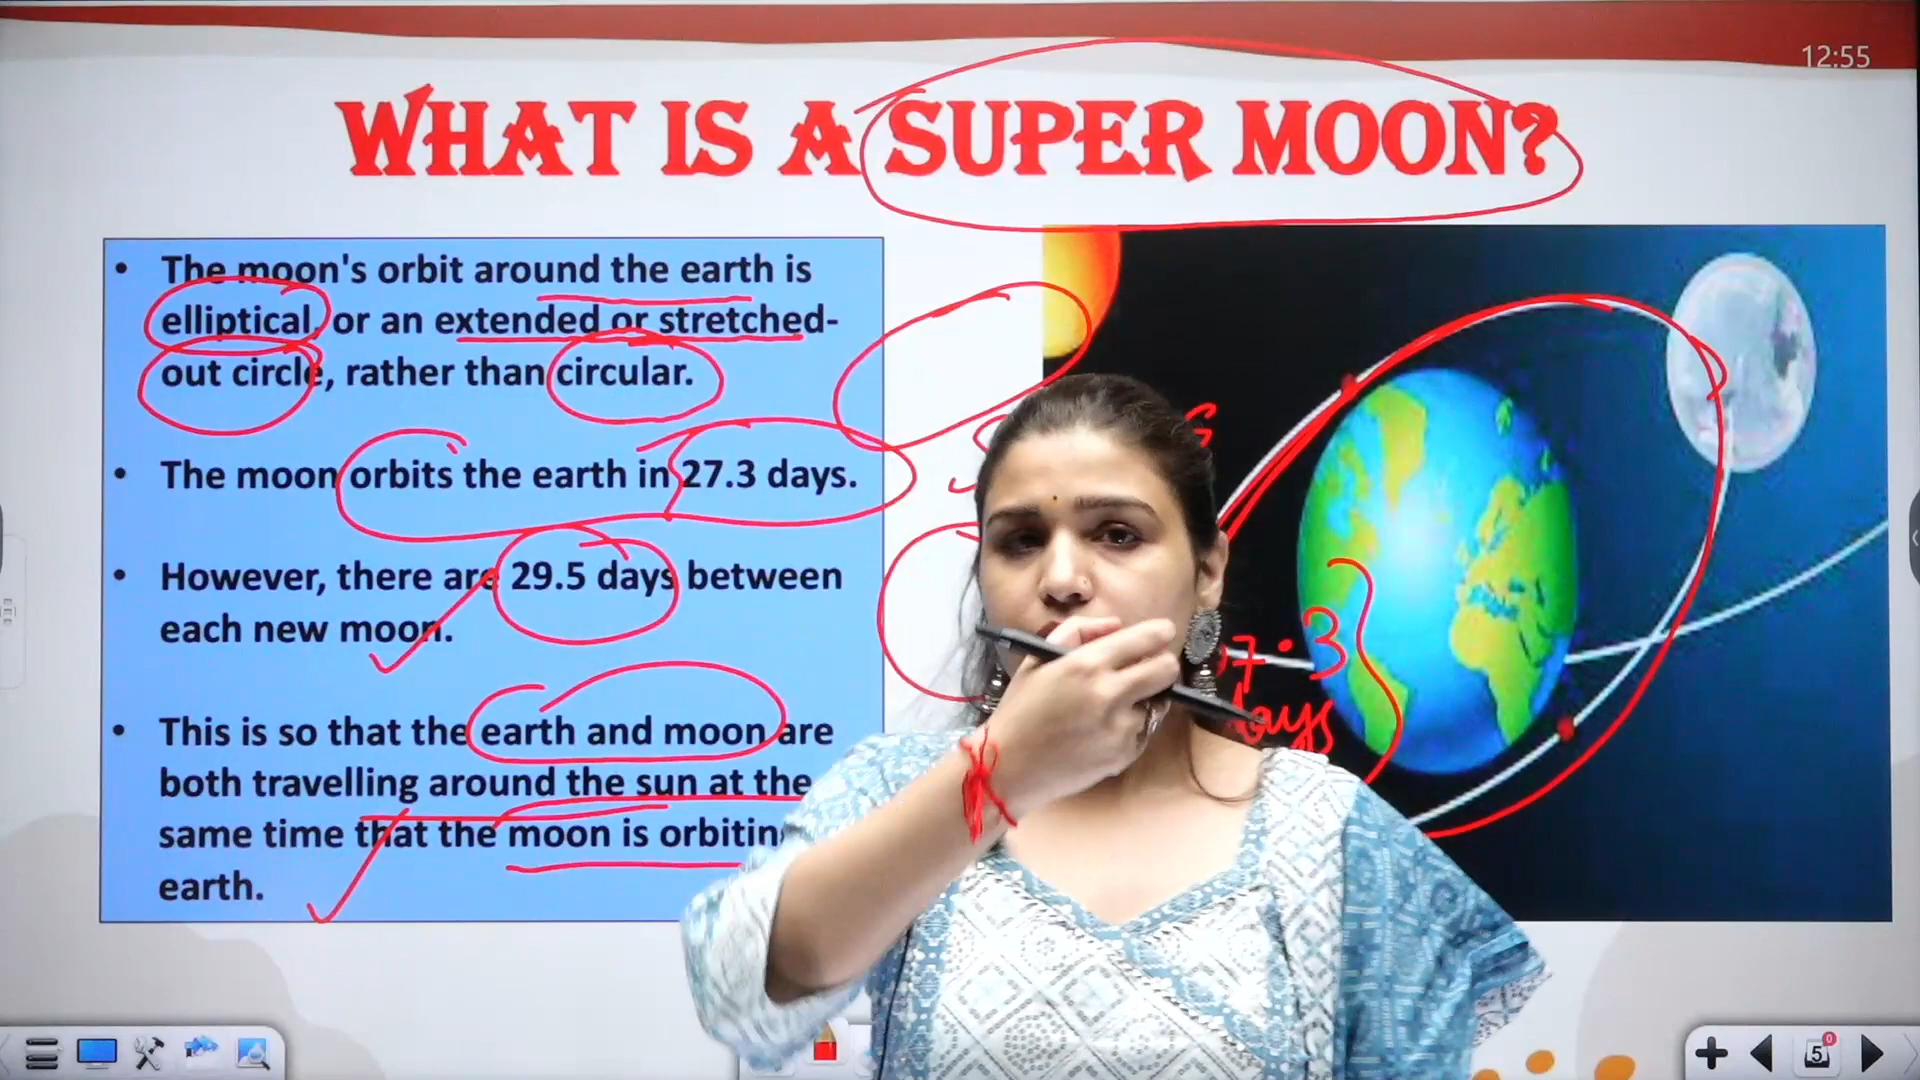 12:55
WHAT IS A SUPER MOON?
• The moon's orbit around the earth is
elliptical, or an extended or stretched-
out circle, rather than circular.
• The moon orbits the earth in 27.3 days.
• However, there are 29.5 days between
each new moon.
• This is so that the earth and moon are
both travelling around the sun at the
same time that the moon is orbiting
earth.
7.3
days
5
0